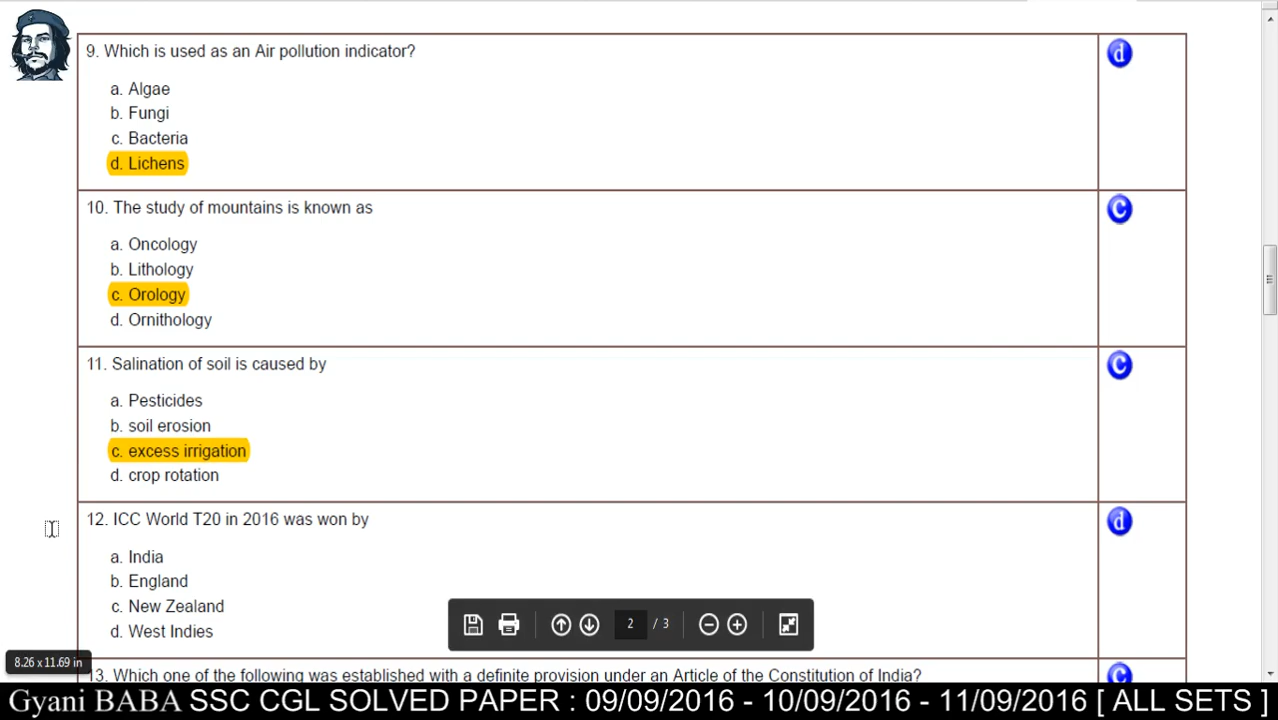 9. Which is used as an Air pollution indicator?
d
a. Algae
b. Fungi
c. Bacteria
d. Lichens
10. The study of mountains is known as
C
a. Oncology
b. Lithology
c. Orology
d. Ornithology
11. Salination of soil is caused by
C
a. Pesticides
b. soil erosion
c. excess irrigation
d. crop rotation
12. ICC World T20 in 2016 was won by
d
a. India
b. England
c. New Zealand
d. West Indies
2 / 3
8.26 x 11.69 in
13. Which one of the following was established with a definite provision under an Article of the Constitution of India?
C
Gyani BABA SSC CGL SOLVED PAPER : 09/09/2016 - 10/09/2016 - 11/09/2016 [ ALL SETS ]